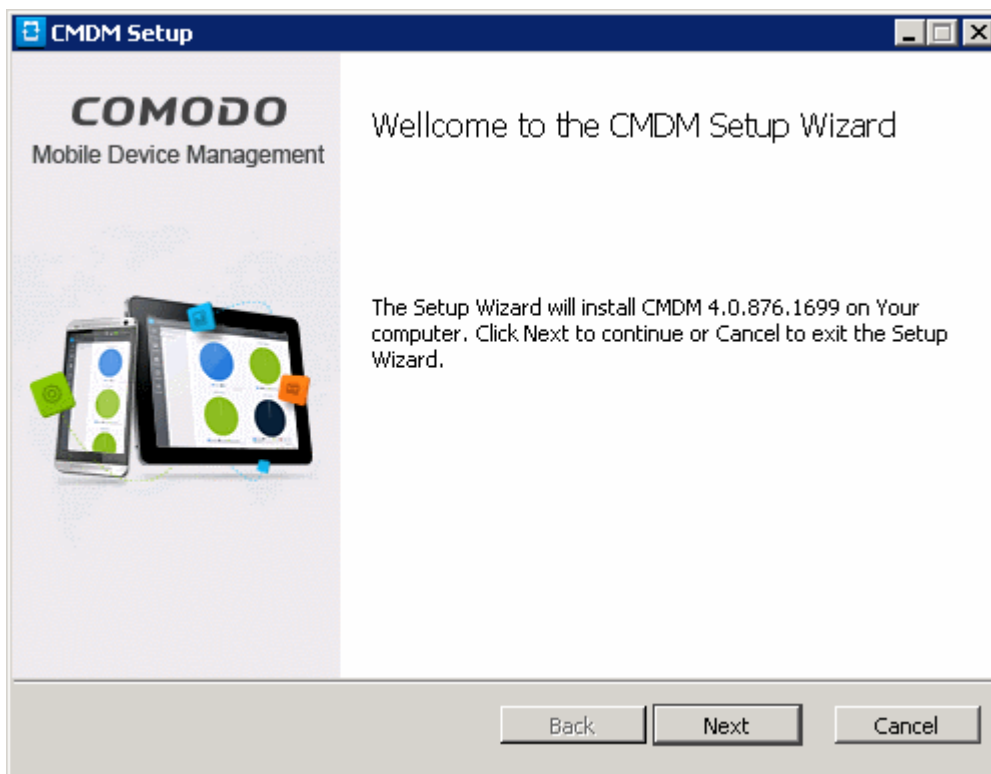 CMDM Setup
COMODO
Mobile Device Management
Wellcome to the CMDM Setup Wizard
The Setup Wizard will install CMDM 4.0.876.1699 on Your
computer. Click Next to continue or Cancel to exit the Setup
Wizard.
Back
Next
Cancel